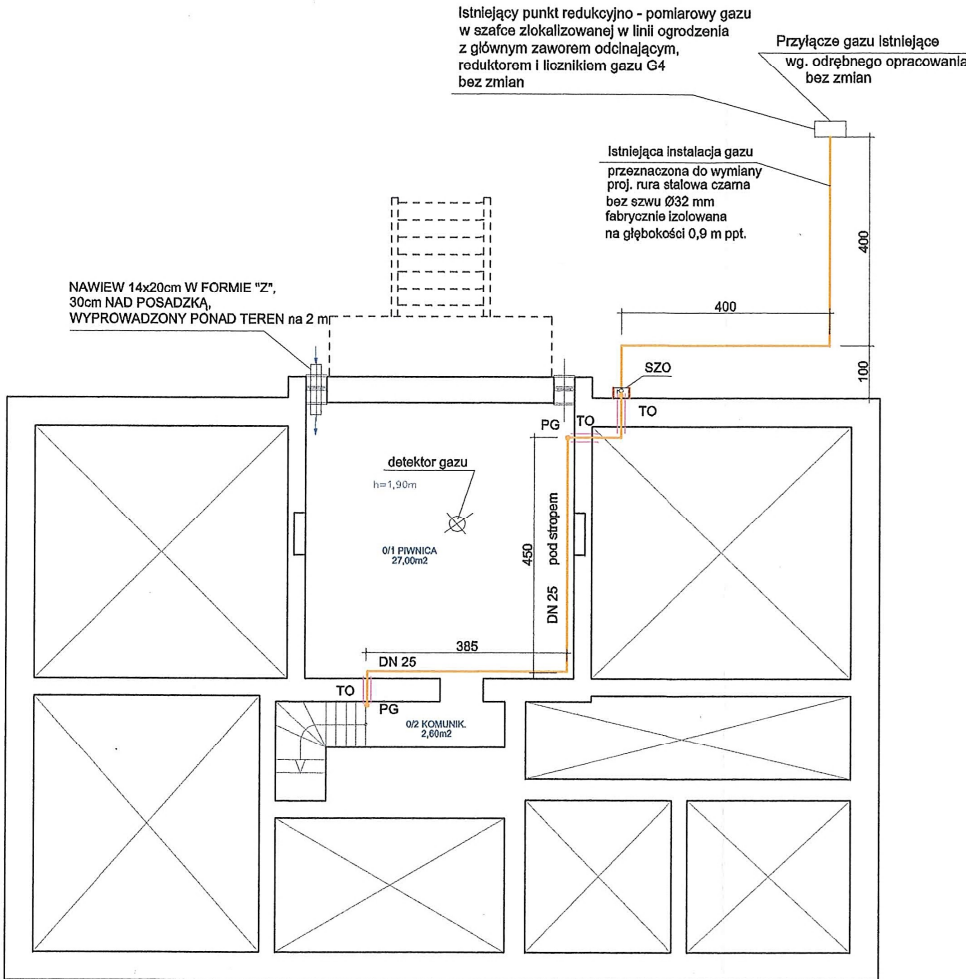 Istniejący punkt redukcyjno - pomiarowy gazu
w szafce zlokalizowanej w linii ogrodzenia
z głównym zaworem odcinającym,
reduktorem i licznikiem gazu G4
bez zmian
Przyłącze gazu istniejące
wg. odrębnego opracowania
bez zmian
Istniejąca instalacja gazu
przeznaczona do wymiany
proj. rura stalowa czarna
bez szwu Ø32 mm
fabrycznie izolowana
na głębokości 0,9 m ppt.
400
NAWIEW 14x20cm W FORMIE "Z",
30cm NAD POSADZKĄ,
WYPROWADZONY PONAD TEREN na 2 m
400
100
SZO
TO
PG
TO
detektor gazu
h=1,90m
0/1 PIWNICA
27,00m2
450
pod stropem
DN 25
385
DN 25
TO
PG
0/2 KOMUNIK.
2,60m2